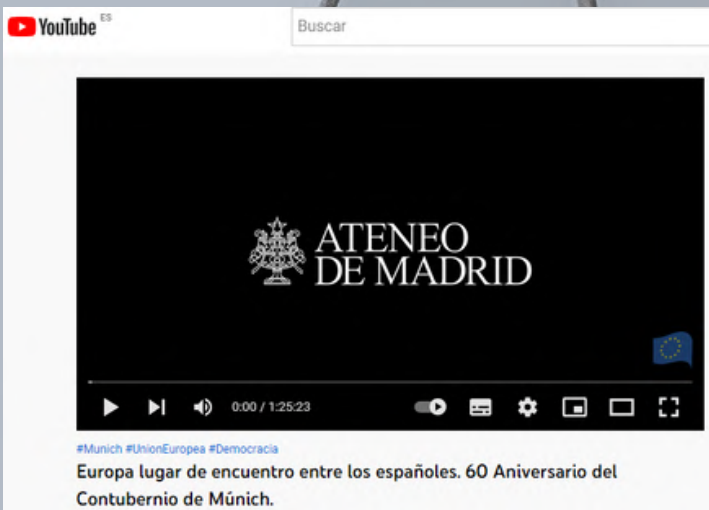 YouTube ES
Buscar
ATENEO
DE MADRID
0:00 / 1:25:23
#Munich #UnionEuropea #Democracia
Europa lugar de encuentro entre los españoles. 60 Aniversario del
Contubernio de Múnich.